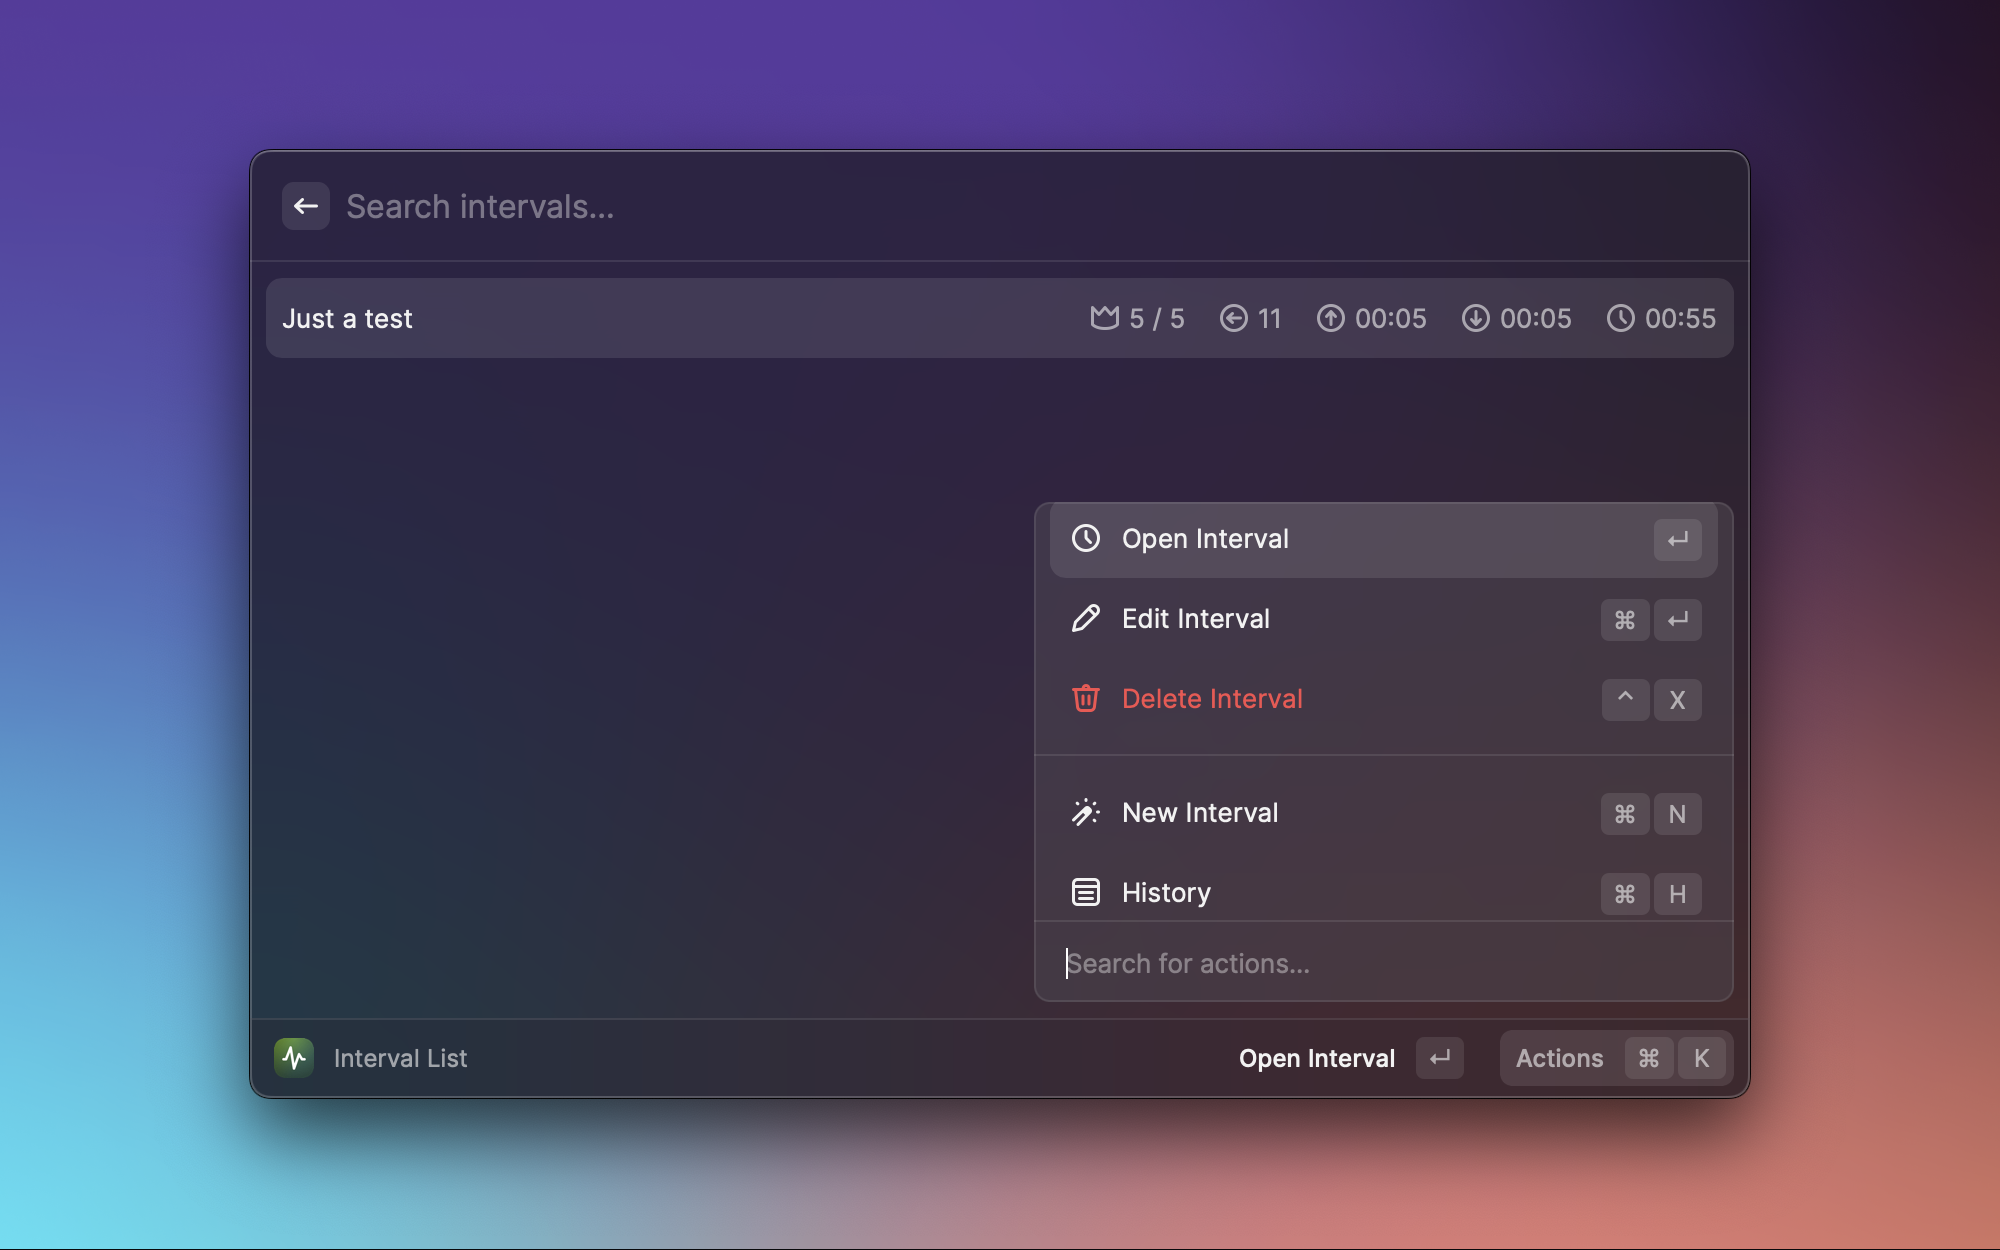 Search intervals...
Just a test 5 / 5 11 00:05 00:05 00:55
Open Interval ↵
Edit Interval ⌘ ↵
Delete Interval ^ X
New Interval ⌘ N
History ⌘ H
Search for actions...
Interval List Open Interval ↵ Actions ⌘ K